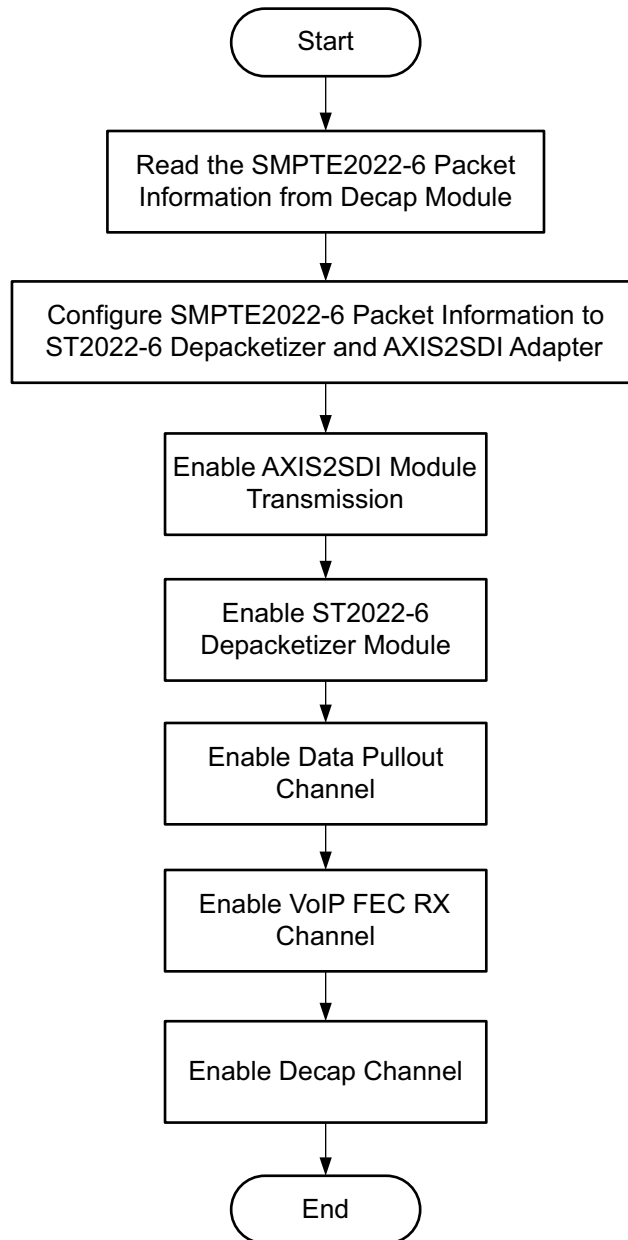 Start
Read the SMPTE2022-6 Packet
Information from Decap Module
Configure SMPTE2022-6 Packet Information to
ST2022-6 Depacketizer and AXIS2SDI Adapter
Enable AXIS2SDI Module
Transmission
Enable ST2022-6
Depacketizer Module
Enable Data Pullout
Channel
Enable VoIP FEC RX
Channel
Enable Decap Channel
End